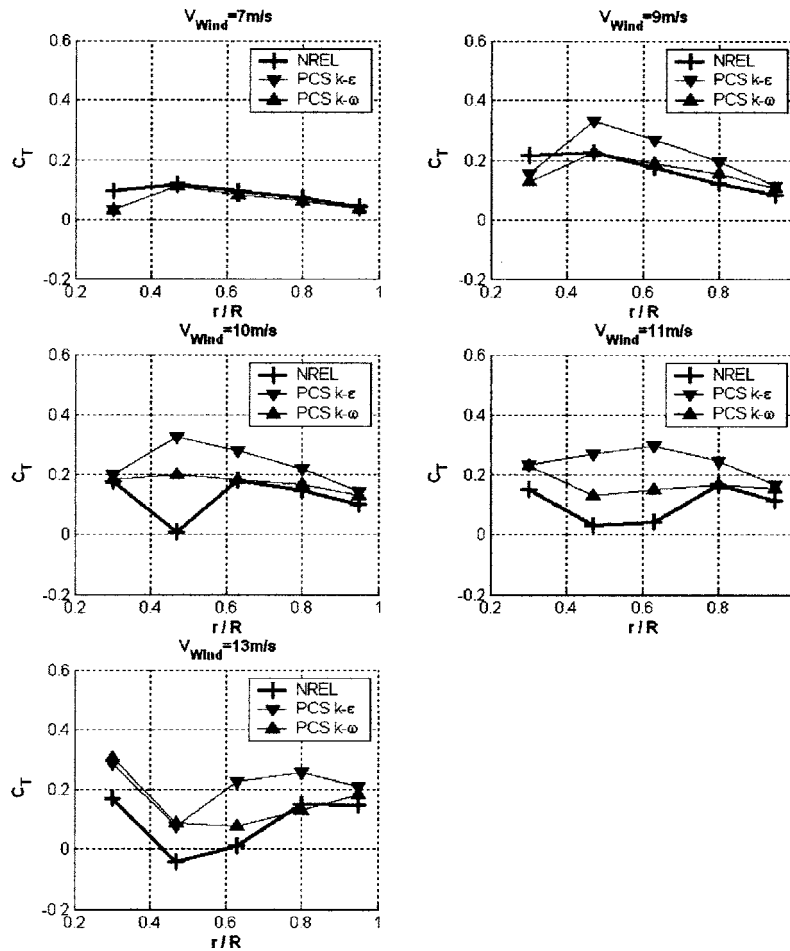 V_Wind=7m/s
0.6
0.4
0.2
0
-0.2
C_T
NREL
PCS k-ε
PCS k-ω
0.2 0.4 0.6 0.8 1
r / R
V_Wind=9m/s
0.6
0.4
0.2
0
-0.2
C_T
NREL
PCS k-ε
PCS k-ω
0.2 0.4 0.6 0.8
r / R
V_Wind=10m/s
0.6
0.4
0.2
0
-0.2
C_T
NREL
PCS k-ε
PCS k-ω
0.2 0.4 0.6 0.8 1
r / R
V_Wind=11m/s
0.6
0.4
0.2
0
-0.2
C_T
NREL
PCS k-ε
PCS k-ω
0.2 0.4 0.6 0.8
r / R
V_Wind=13m/s
0.6
0.4
0.2
0
-0.2
C_T
NREL
PCS k-ε
PCS k-ω
0.2 0.4 0.6 0.8 1
r / R